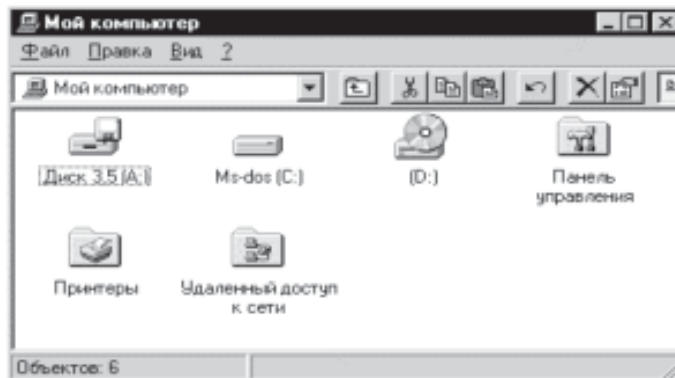 Мой компьютер
Файл Правка Вид ?
Мой компьютер
Диск 3.5 (A:) Ms-dos (C:) (D:) Панель
управления
Принтеры Удаленный доступ
к сети
Объектов: 6